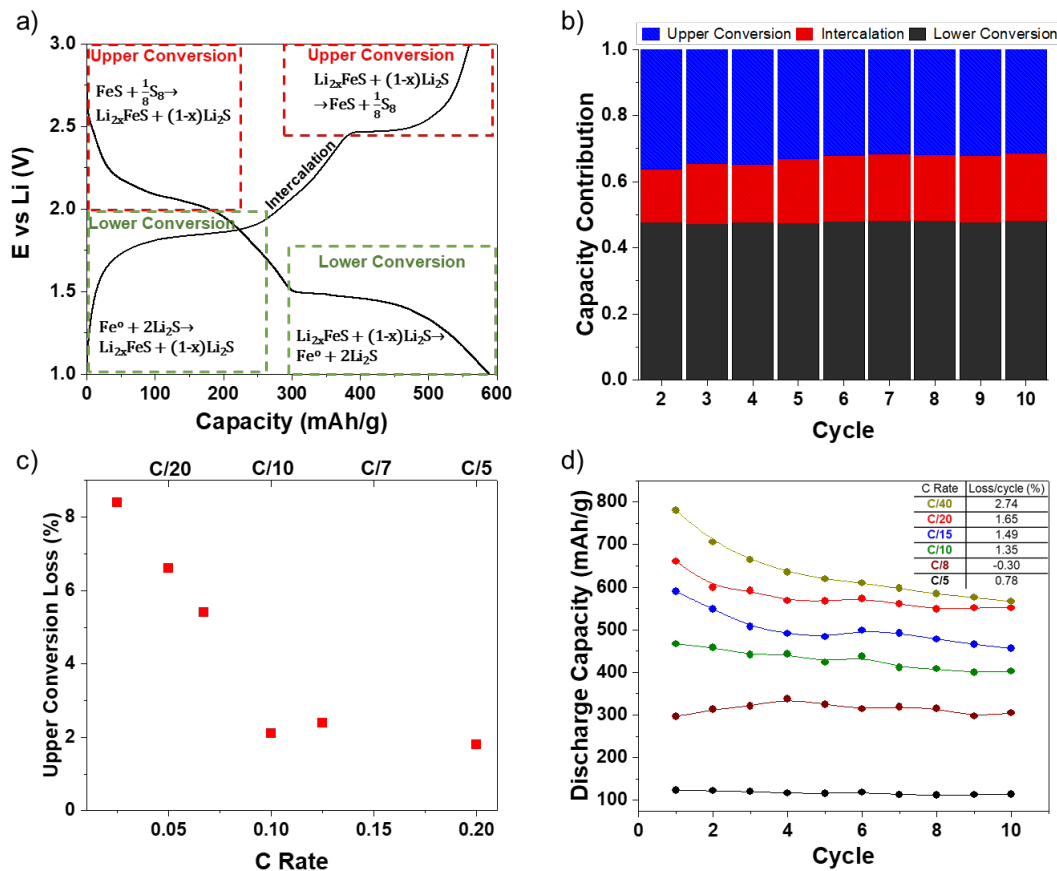 a)
3.0
2.5
2.0
1.5
1.0
E vs Li (V)
Upper Conversion
FeS + 1/8 S₈→
Li₂ₓFeS + (1-x)Li₂S
Upper Conversion
Li₂ₓFeS + (1-x)Li₂S
→FeS + 1/8 S₈
Intercalation
Lower Conversion
Fe⁰ + 2Li₂S→
Li₂ₓFeS + (1-x)Li₂S
Lower Conversion
Li₂ₓFeS + (1-x)Li₂S→
Fe⁰ + 2Li₂S
0 100 200 300 400 500 600
Capacity (mAh/g)
b)
Upper Conversion Intercalation Lower Conversion
1.0
0.8
0.6
0.4
0.2
0.0
Capacity Contribution
2 3 4 5 6 7 8 9 10
Cycle
c)
C/20 C/10 C/7 C/5
8
6
4
2
0
Upper Conversion Loss (%)
0.05 0.10 0.15 0.20
C Rate
d)
800
700
600
500
400
300
200
100
Discharge Capacity (mAh/g)
C Rate Loss/cycle (%)
C/40 2.74
C/20 1.65
C/15 1.49
C/10 1.35
C/8 -0.30
C/5 0.78
0 2 4 6 8 10
Cycle